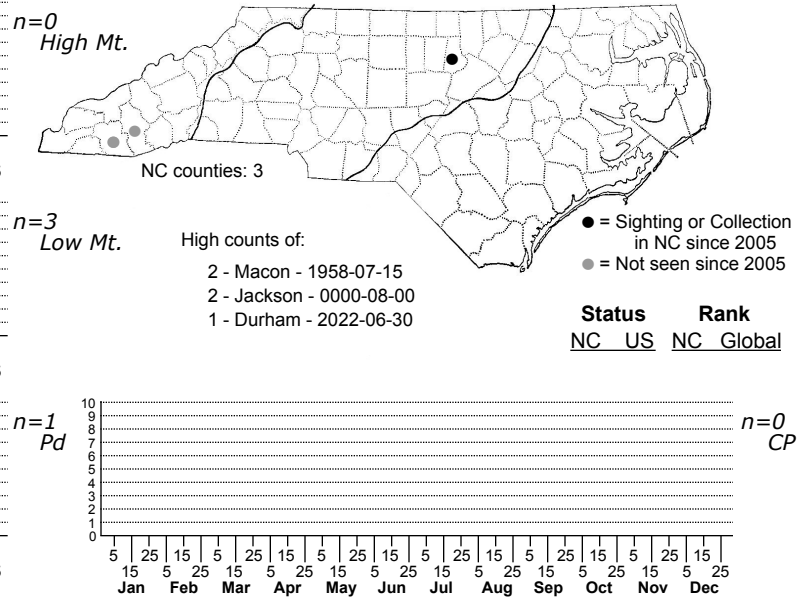 n=0
High Mt.
NC counties: 3
n=3
Low Mt.
High counts of:
2 - Macon - 1958-07-15
2 - Jackson - 0000-08-00
1 - Durham - 2022-06-30
= Sighting or Collection
in NC since 2005
= Not seen since 2005
Status Rank
NC US NC Global
n=1
Pd
10
9
8
7
6
5
4
3
2
1
0
n=0
CP
5 25 15 5 25 15 5 25 15 5 25 15 5 25 15 5 25 15
15 5 25 15 5 25 15 5 25 15 5 25 15 5 25 15 5 25
Jan Feb Mar Apr May Jun Jul Aug Sep Oct Nov Dec